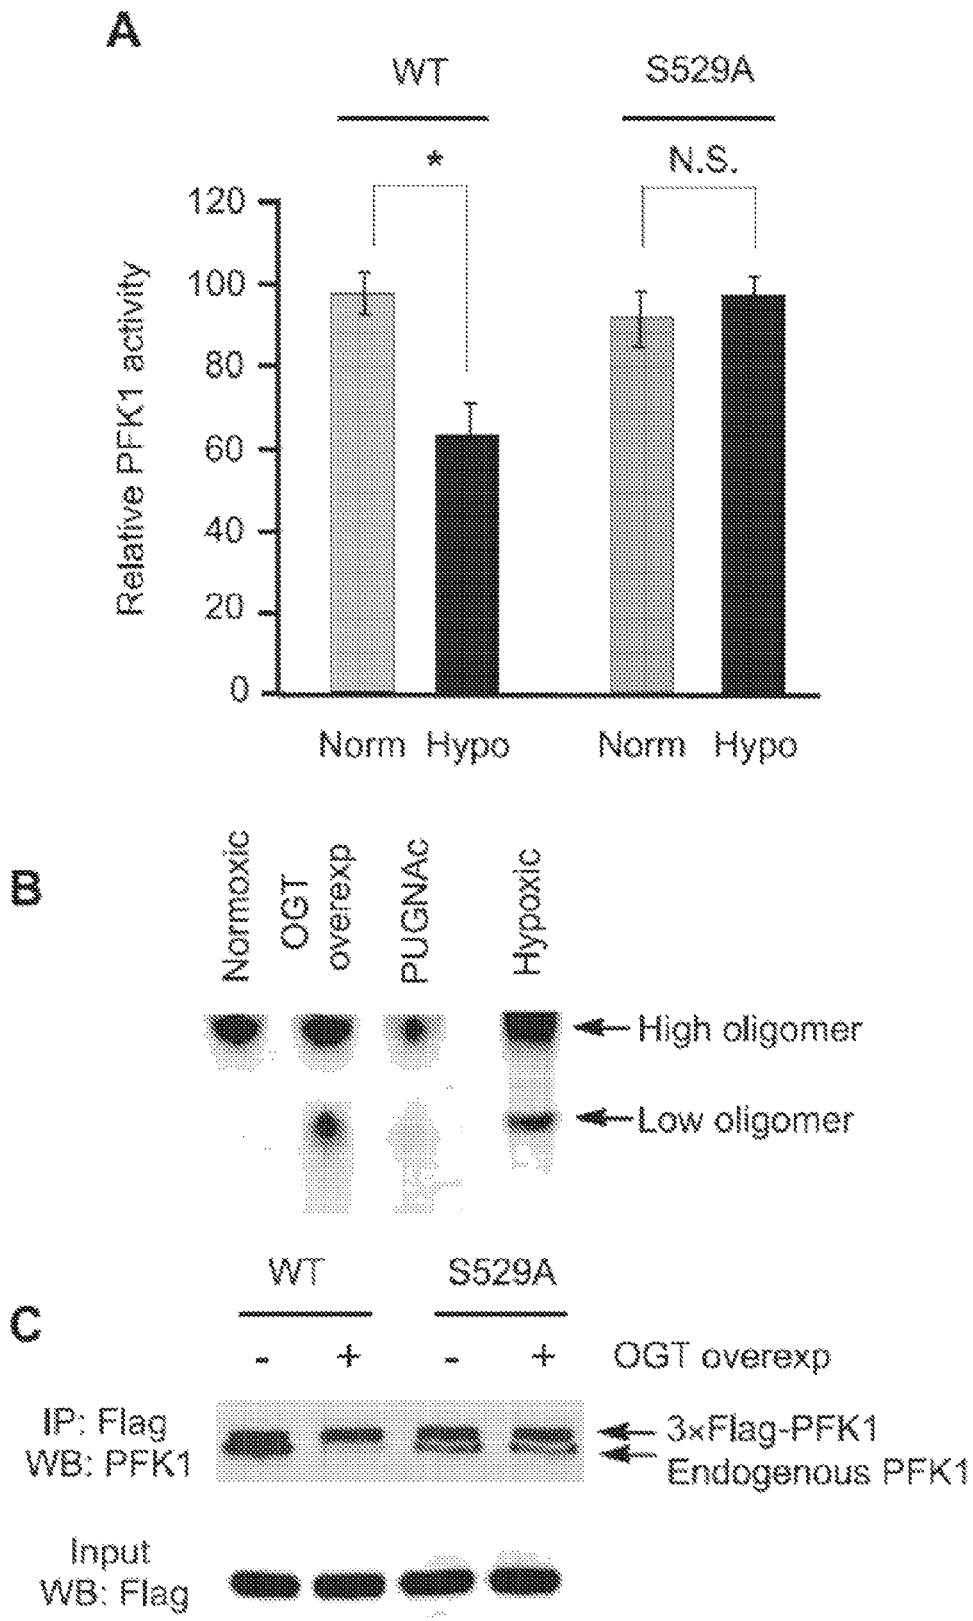 A
WT
S529A
*
N.S.
120
100
80
60
40
20
0
Relative PFK1 activity
Norm Hypo
Norm Hypo
B
Normoxic
OGT
overexp
PUGNAc
Hypoxic
High oligomer
Low oligomer
C
WT
S529A
- + - + OGT overexp
IP: Flag
WB: PFK1
3×Flag-PFK1
Endogenous PFK1
Input
WB: Flag